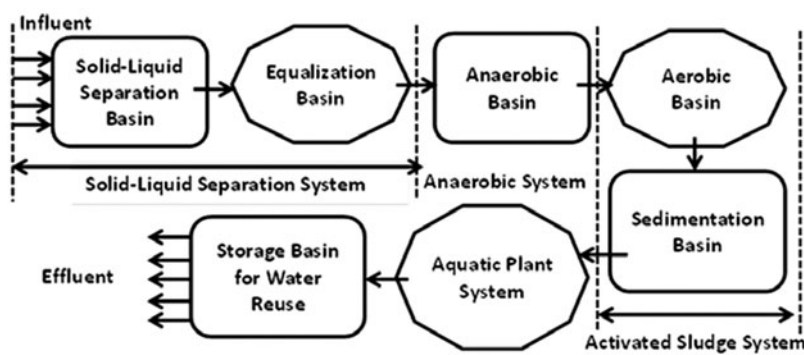 Influent
Solid-Liquid
Separation
Basin
Equalization
Basin
Anaerobic
Basin
Aerobic
Basin
Solid-Liquid Separation System
Anaerobic System
Sedimentation
Basin
Effluent
Storage Basin
for Water
Reuse
Aquatic Plant
System
Activated Sludge System